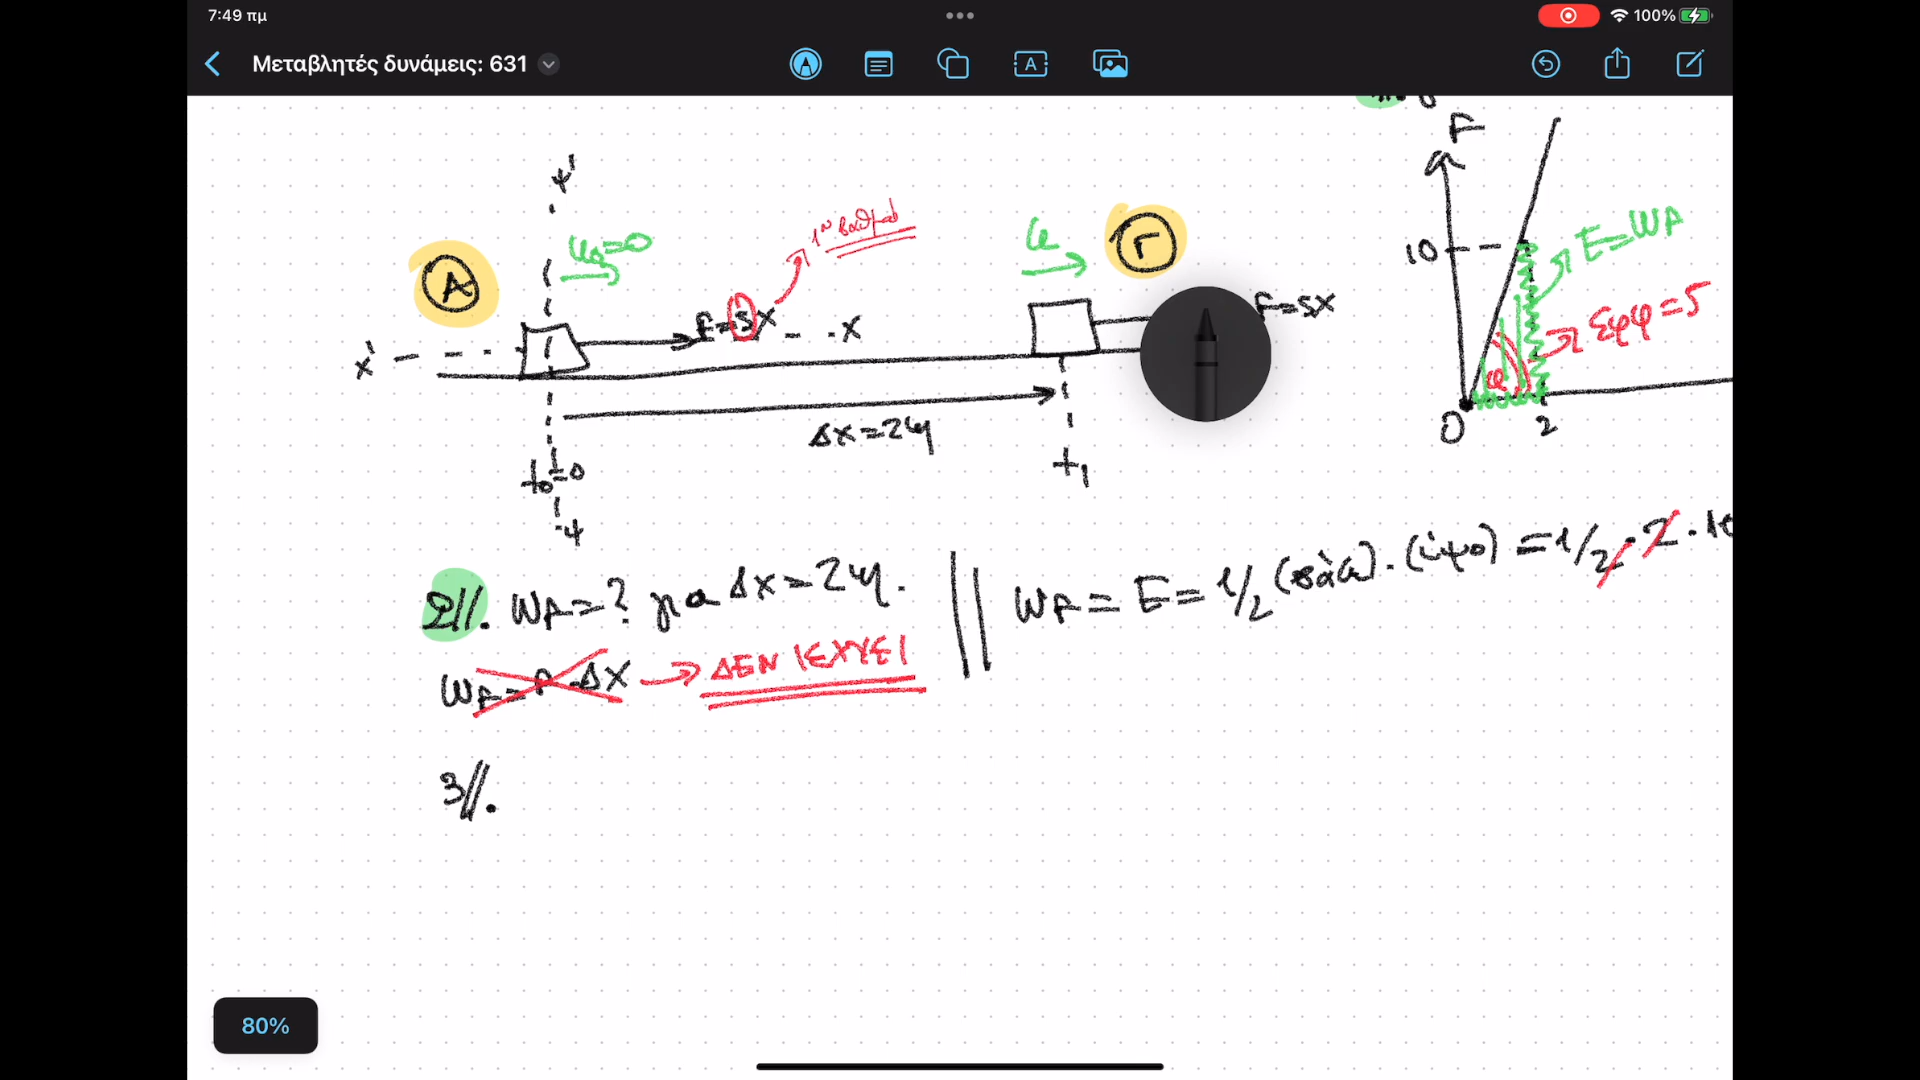 7:49 πμ
100%
Μεταβλητές δυνάμεις: 631
A
F
ψ'
υ₀=0
1ου βαθμού
υ
Γ
10
E=WF
A
F=5x
x
F=5x
εφφ=5
x'
φ
Δx=2m
0
2
t₀=0
t₁
ψ
2//. WF=? για Δx=2m.
WF = E = 1/2 (βάση). (ύψο) = 1/2 . 2 . 10
WF=F.Δx → ΔΕΝ ΙΣΧΥΕΙ
3//.
80%